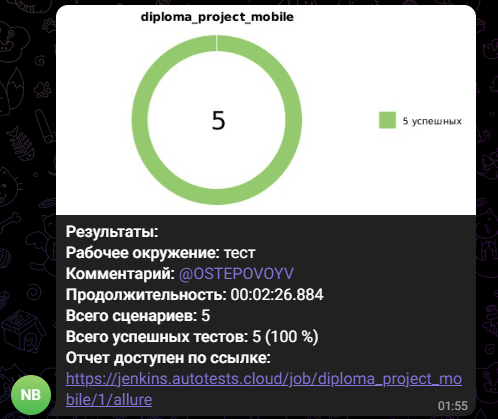 diploma_project_mobile
5
5 успешных
Результаты:
Рабочее окружение: тест
Комментарий: @OSTEPOVOYV
Продолжительность: 00:02:26.884
Всего сценариев: 5
Всего успешных тестов: 5 (100 %)
Отчет доступен по ссылке:
https://jenkins.autotests.cloud/job/diploma_project_mo
bile/1/allure
NB
01:55